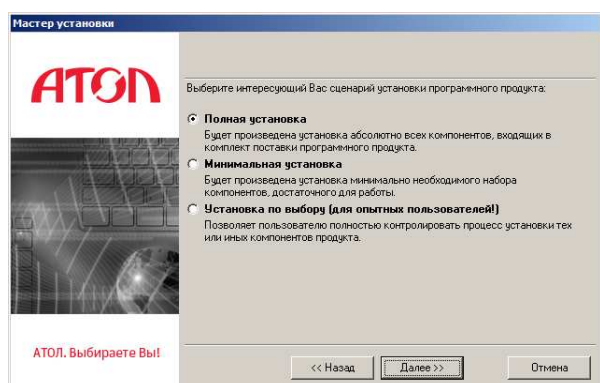 Мастер установки
АТОЛ
Выберите интересующий Вас сценарий установки программного продукта:
Полная установка
Будет произведена установка абсолютно всех компонентов, входящих в
комплект поставки программного продукта.
Минимальная установка
Будет произведена установка минимально необходимого набора
компонентов, достаточного для работы.
Установка по выбору (для опытных пользователей!)
Позволяет пользователю полностью контролировать процесс установки тех
или иных компонентов продукта.
АТОЛ. Выбираете Вы!
<< Назад
Далее >>
Отмена